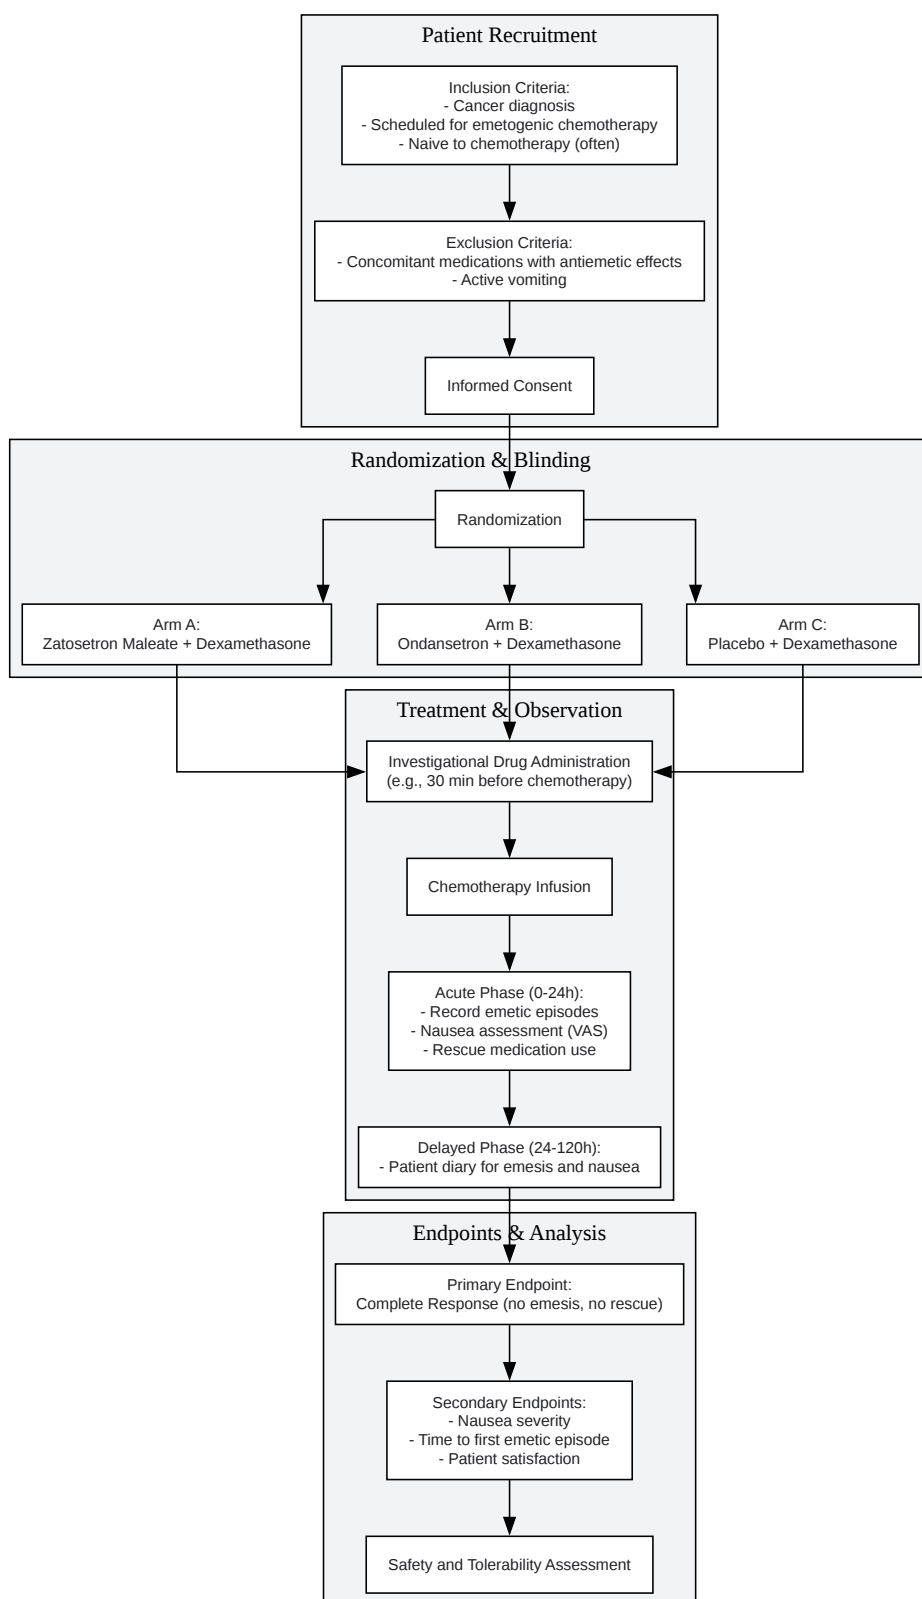 Patient Recruitment
Inclusion Criteria:
- Cancer diagnosis
- Scheduled for emetogenic chemotherapy
- Naive to chemotherapy (often)
Exclusion Criteria:
- Concomitant medications with antiemetic effects
- Active vomiting
Informed Consent
Randomization & Blinding
Randomization
Arm A:
Zatosetron Maleate + Dexamethasone
Arm B:
Ondansetron + Dexamethasone
Arm C:
Placebo + Dexamethasone
Treatment & Observation
Investigational Drug Administration
(e.g., 30 min before chemotherapy)
Chemotherapy Infusion
Acute Phase (0-24h):
- Record emetic episodes
- Nausea assessment (VAS)
- Rescue medication use
Delayed Phase (24-120h):
- Patient diary for emesis and nausea
Endpoints & Analysis
Primary Endpoint:
Complete Response (no emesis, no rescue)
Secondary Endpoints:
- Nausea severity
- Time to first emetic episode
- Patient satisfaction
Safety and Tolerability Assessment